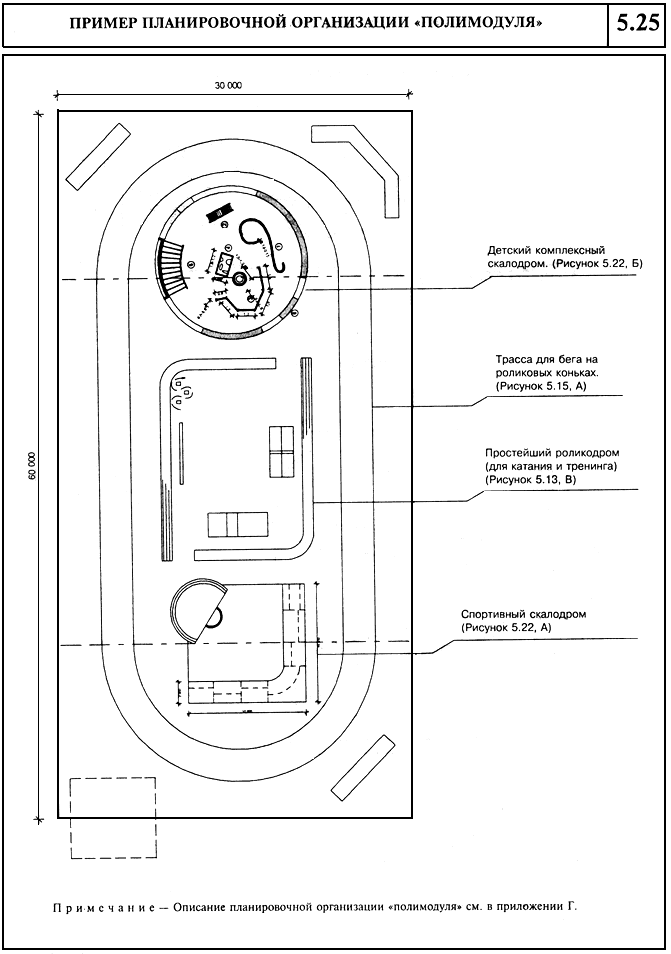 ПРИМЕР ПЛАНИРОВОЧНОЙ ОРГАНИЗАЦИИ «ПОЛИМОДУЛЯ»
5.25
30 000
Детский комплексный
скалодром. (Рисунок 5.22, Б)
Трасса для бега на
роликовых коньках.
(Рисунок 5.15, А)
60 000
Простейший роликодром
(для катания и тренинга)
(Рисунок 5.13, В)
Спортивный скалодром
(Рисунок 5.22, А)
Примечание — Описание планировочной организации «полимодуля» см. в приложении Г.